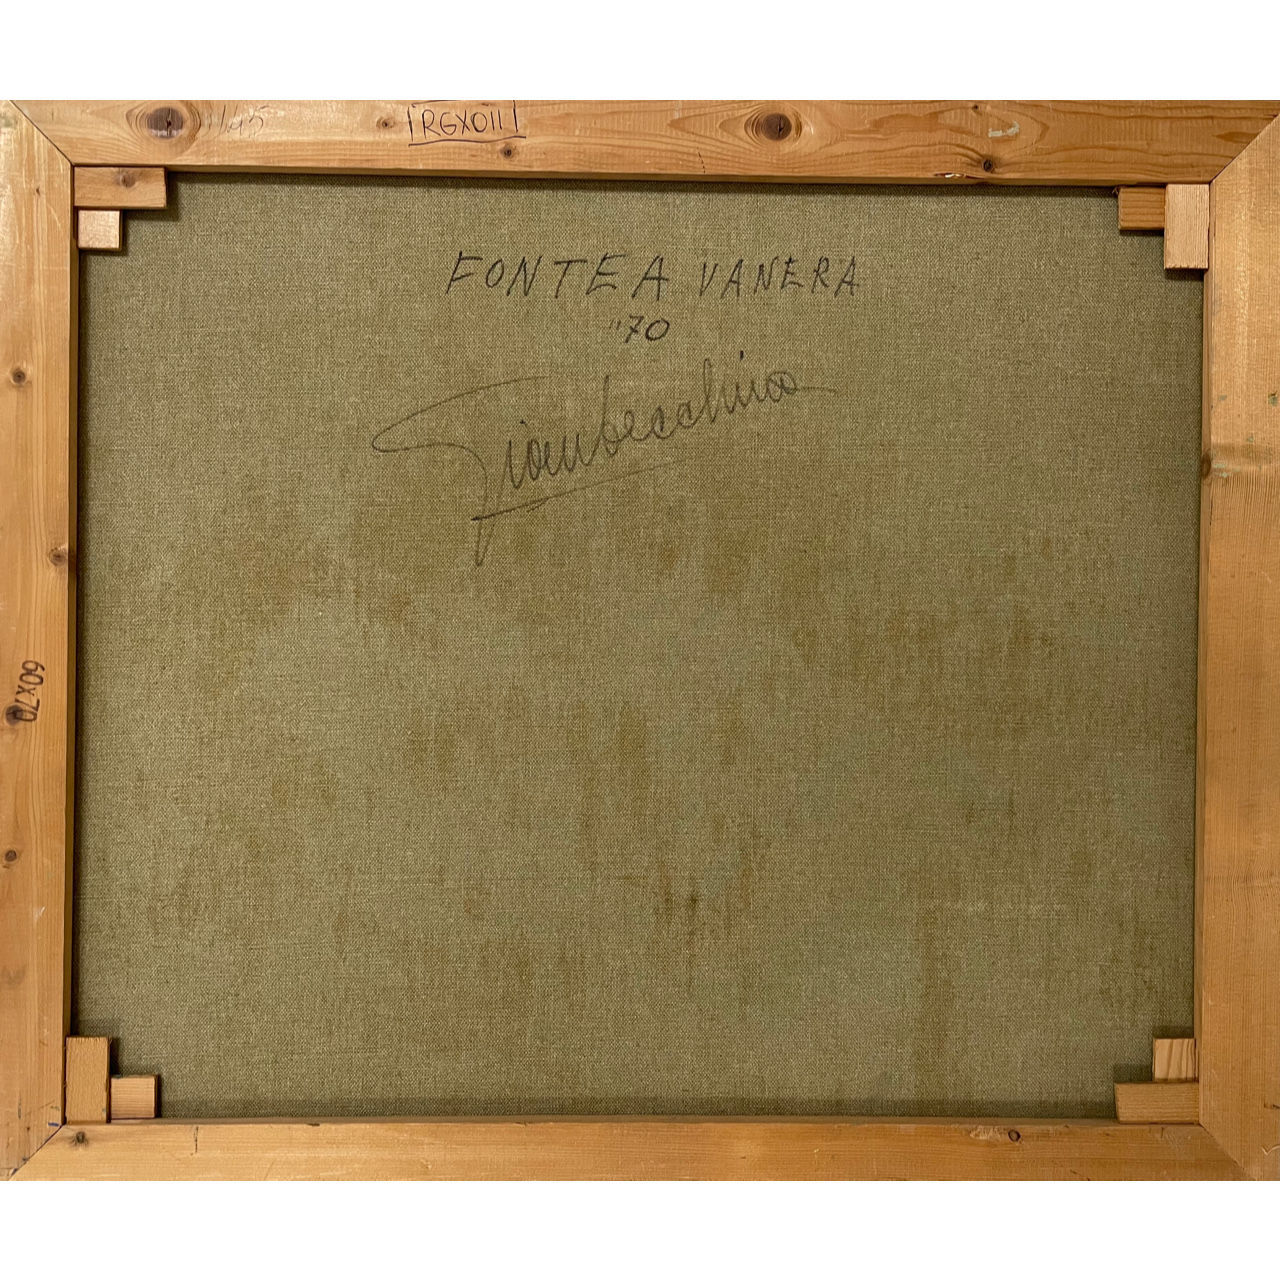 RGX011
FONTE A VANERA
"70
Giambecchina
60x70